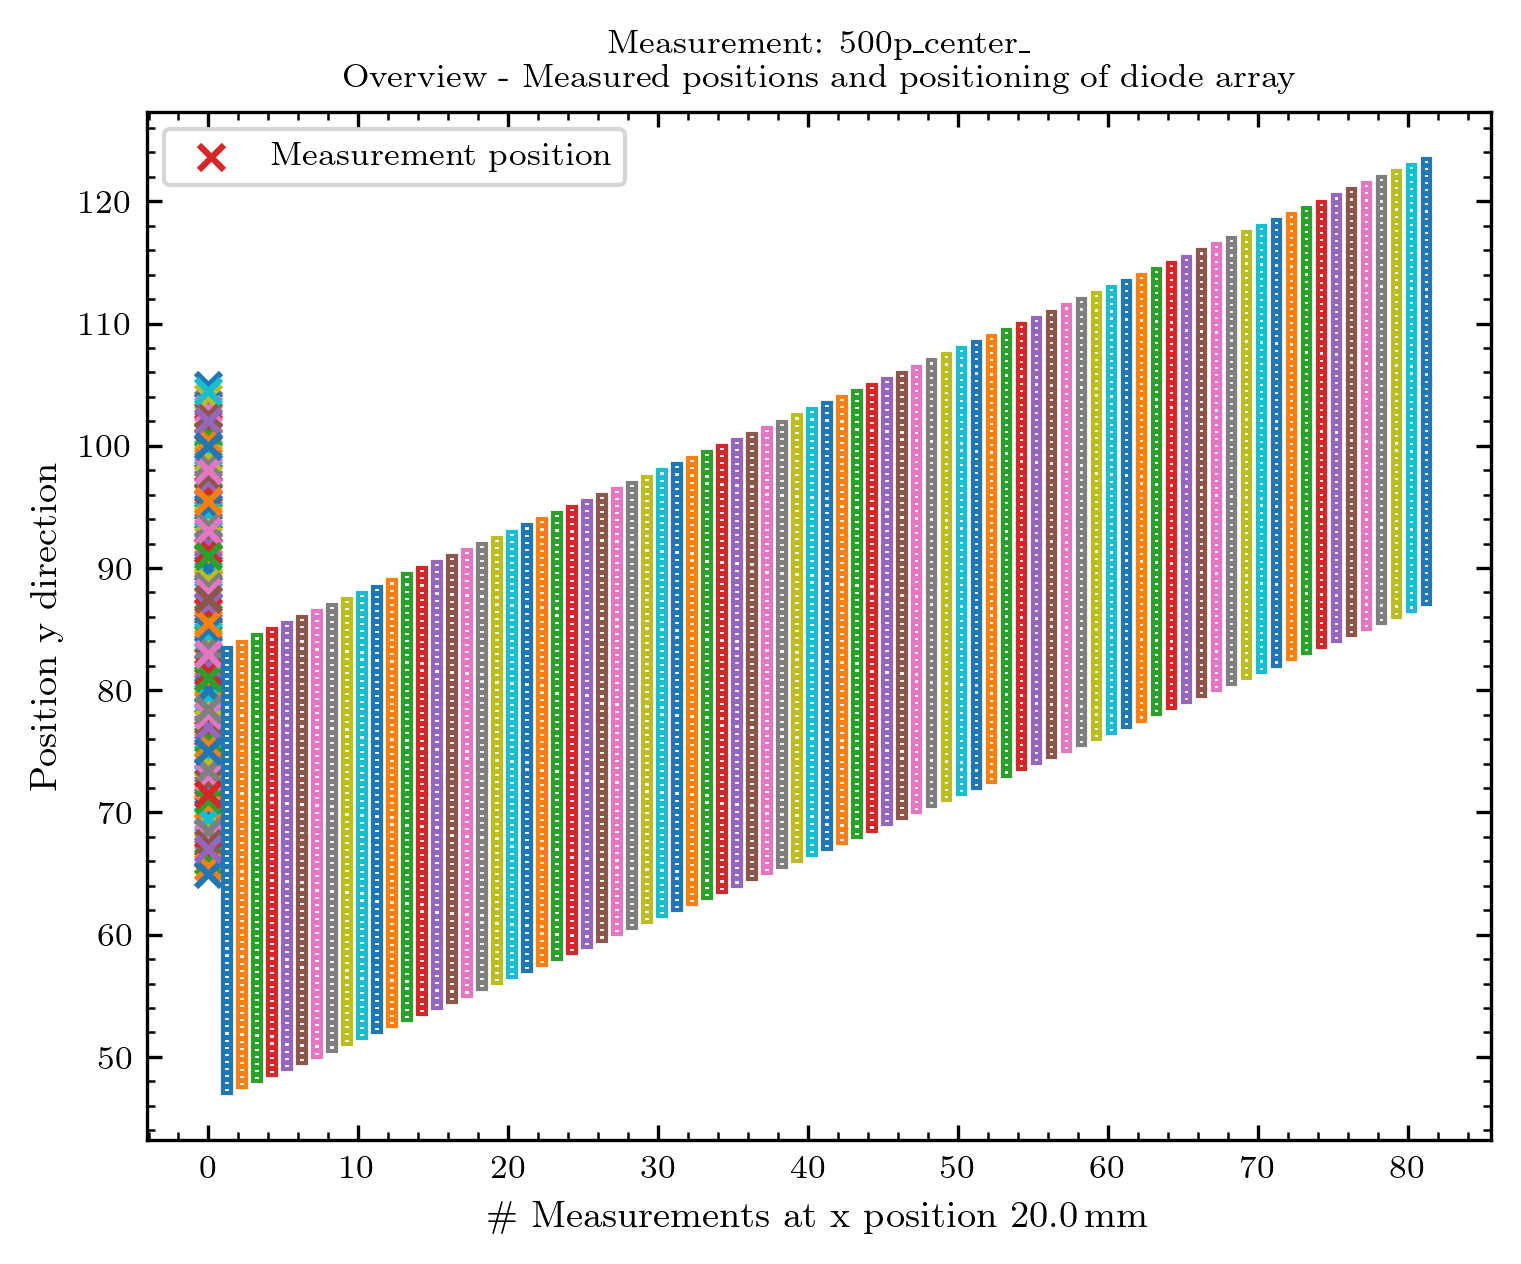 Measurement: 500p_center_
Overview - Measured positions and positioning of diode array
Measurement position
120
110
100
90
80
70
60
50
Position y direction
0 10 20 30 40 50 60 70 80
# Measurements at x position 20.0 mm